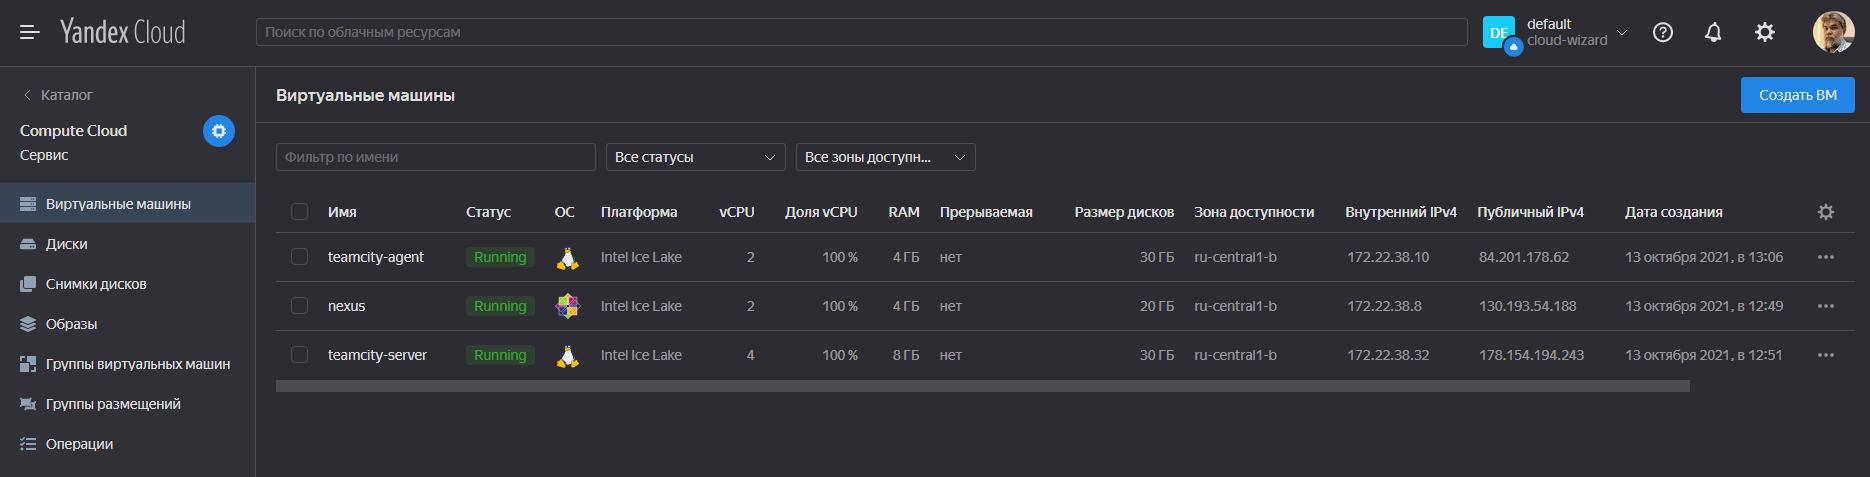 Yandex Cloud
Поиск по облачным ресурсам
DE
default
cloud-wizard
Каталог
Compute Cloud
Сервис
Виртуальные машины
Диски
Снимки дисков
Образы
Группы виртуальных машин
Группы размещений
Операции
Виртуальные машины
Создать ВМ
Фильтр по имени
Все статусы
Все зоны доступн...
Имя Статус ОС Платформа vCPU Доля vCPU RAM Прерываемая Размер дисков Зона доступности Внутренний IPv4 Публичный IPv4 Дата создания
teamcity-agent Running Intel Ice Lake 2 100 % 4 ГБ нет 30 ГБ ru-central1-b 172.22.38.10 84.201.178.62 13 октября 2021, в 13:06
nexus Running Intel Ice Lake 2 100 % 4 ГБ нет 20 ГБ ru-central1-b 172.22.38.8 130.193.54.188 13 октября 2021, в 12:49
teamcity-server Running Intel Ice Lake 4 100 % 8 ГБ нет 30 ГБ ru-central1-b 172.22.38.32 178.154.194.243 13 октября 2021, в 12:51